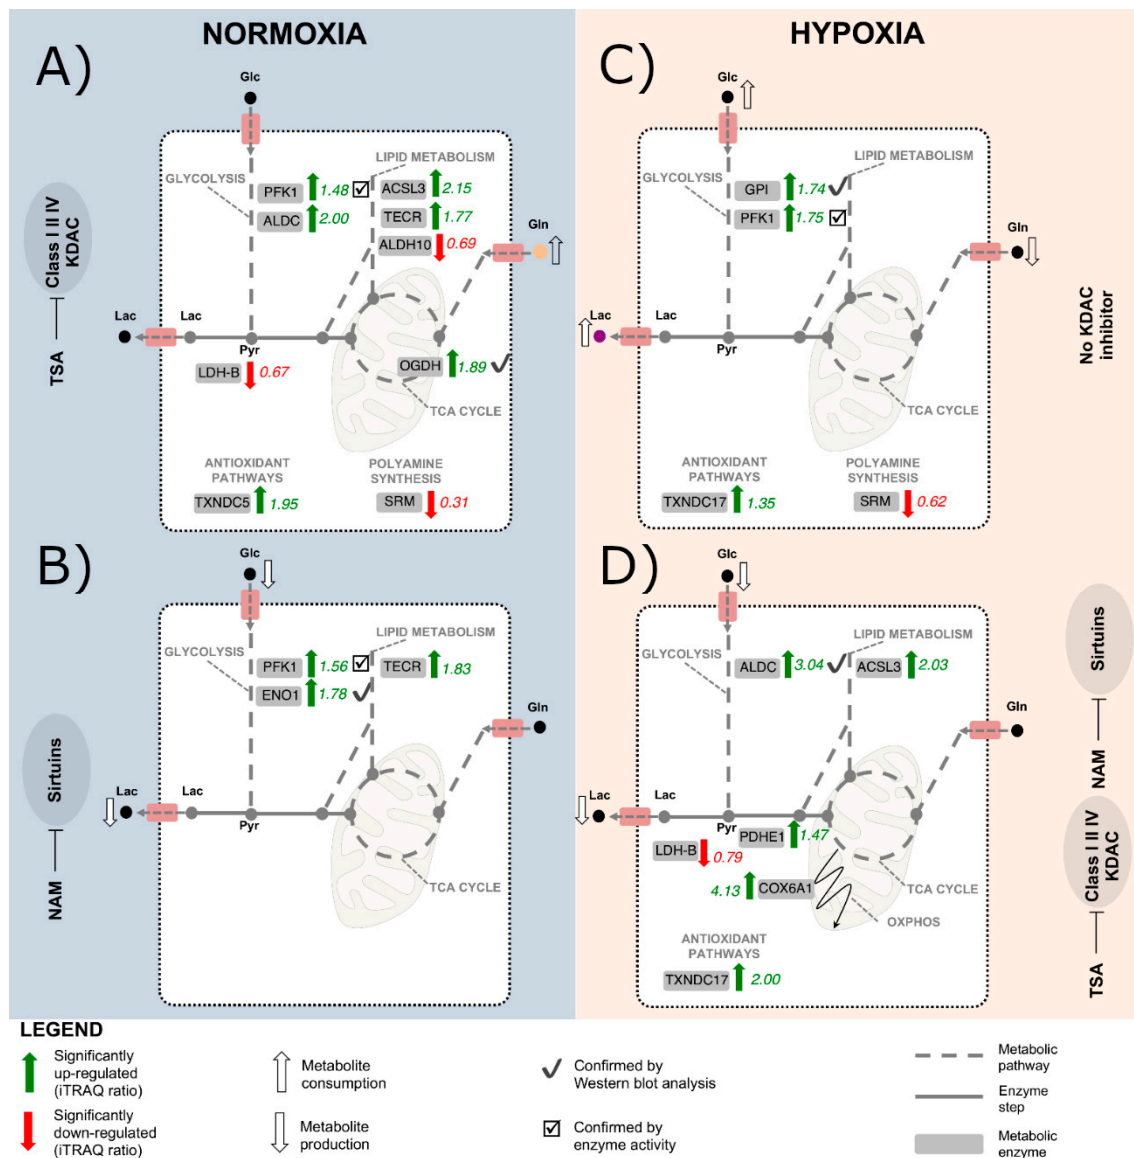 NORMOXIA
HYPOXIA
A)
Glc
LIPID METABOLISM
GLYCOLYSIS
PFK1 1.48
ACSL3 2.15
ALDC 2.00
TECR 1.77
ALDH10 0.69
Gln
Class I II IV
KDAC
TSA
Lac
Lac
Pyr
LDH-B 0.67
OGDH 1.89
TCA CYCLE
ANTIOXIDANT
PATHWAYS
TXNDC5 1.95
POLYAMINE
SYNTHESIS
SRM 0.31
C)
Glc
LIPID METABOLISM
GLYCOLYSIS
GPI 1.74
PFK1 1.75
Gln
Lac
Lac
Pyr
No KDAC
inhibitor
TCA CYCLE
ANTIOXIDANT
PATHWAYS
TXNDC17 1.35
POLYAMINE
SYNTHESIS
SRM 0.62
B)
Glc
LIPID METABOLISM
GLYCOLYSIS
PFK1 1.56
TECR 1.83
ENO1 1.78
Gln
Sirtuins
NAM
Lac
Lac
Pyr
TCA CYCLE
D)
Glc
LIPID METABOLISM
GLYCOLYSIS
ALDC 3.04
ACSL3 2.03
Gln
Sirtuins
NAM
Lac
Lac
Pyr
PDHE1 1.47
LDH-B 0.79
4.13 COX6A1
TCA CYCLE
OXPHOS
Class I II IV
KDAC
TSA
ANTIOXIDANT
PATHWAYS
TXNDC17 2.00
LEGEND
Significantly
up-regulated
(iTRAQ ratio)
Significantly
down-regulated
(iTRAQ ratio)
Metabolite
consumption
Metabolite
production
Confirmed by
Western blot analysis
Confirmed by
enzyme activity
Metabolic
pathway
Enzyme
step
Metabolic
enzyme